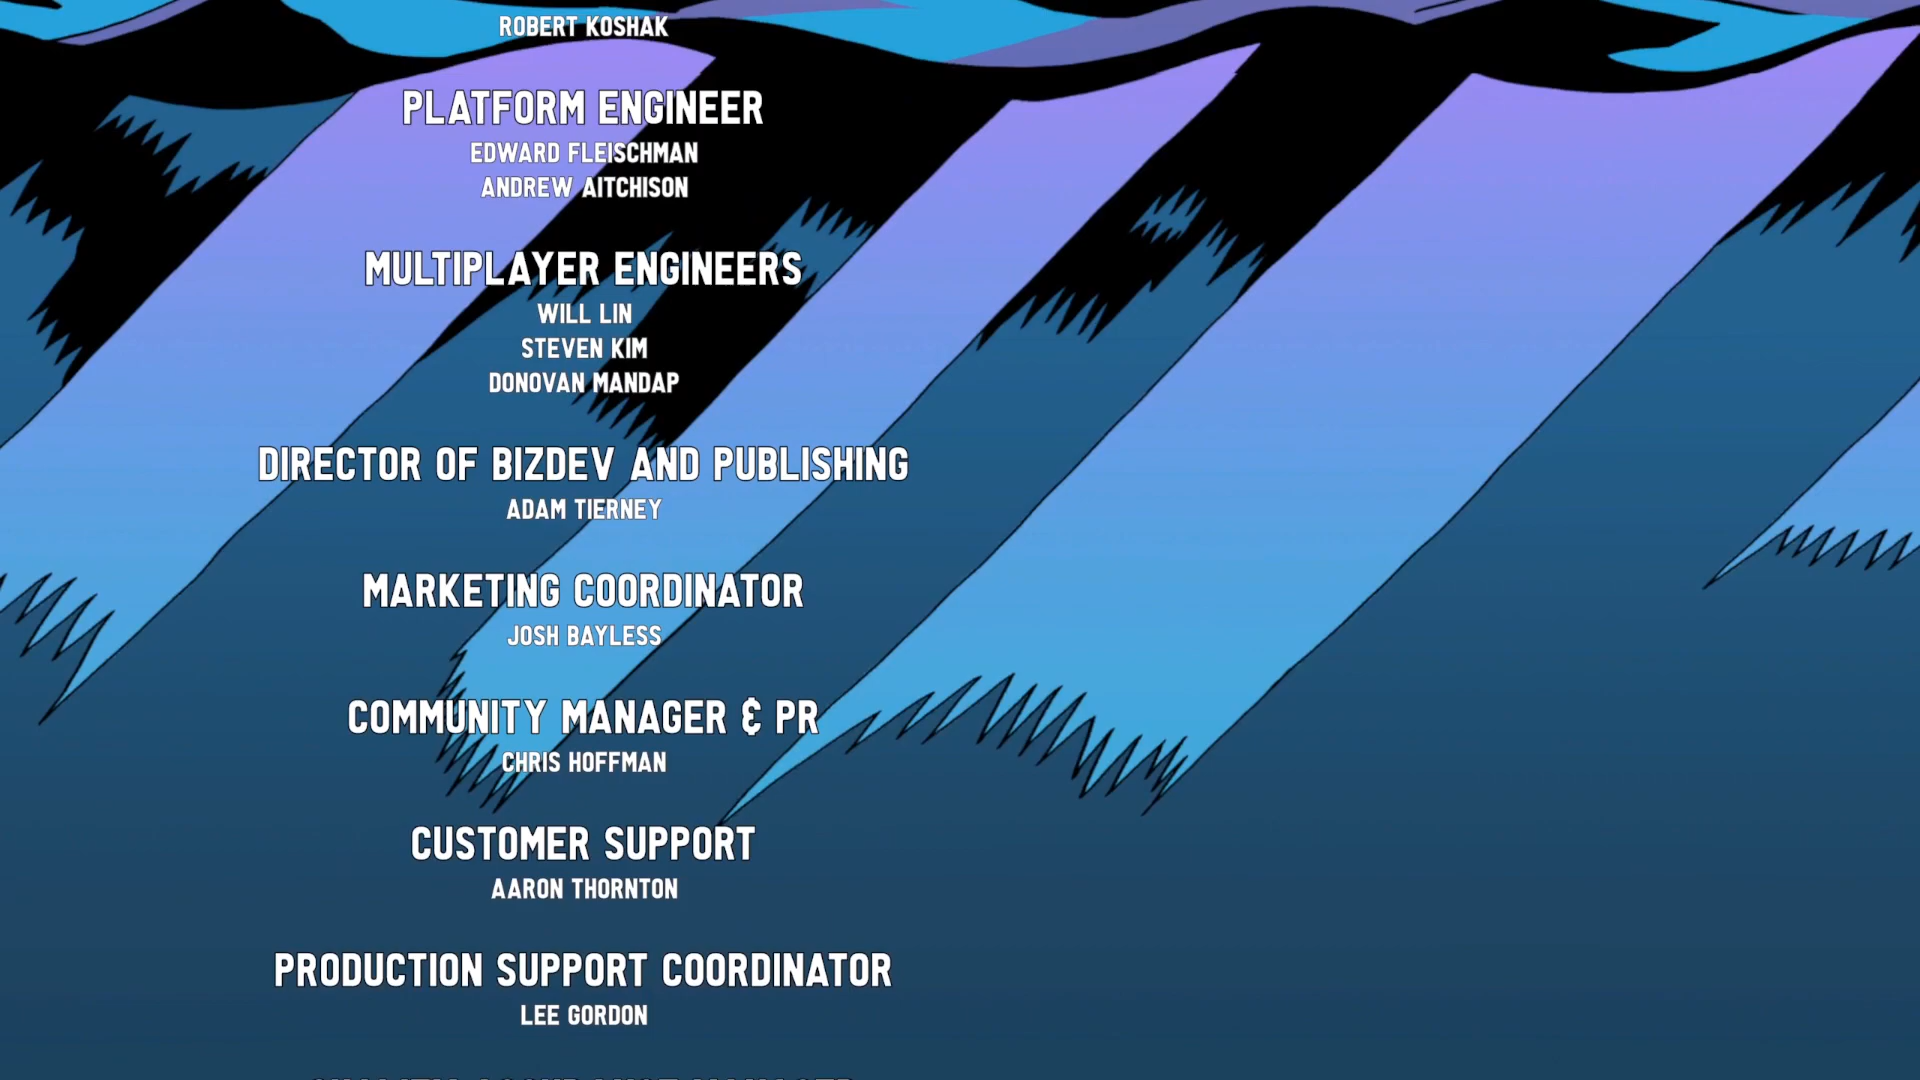 ROBERT KOSHAK
PLATFORM ENGINEER
EDWARD FLEISCHMAN
ANDREW AITCHISON
MULTIPLAYER ENGINEERS
WILL LIN
STEVEN KIM
DONOVAN MANDAP
DIRECTOR OF BIZDEV AND PUBLISHING
ADAM TIERNEY
MARKETING COORDINATOR
JOSH BAYLESS
COMMUNITY MANAGER & PR
CHRIS HOFFMAN
CUSTOMER SUPPORT
AARON THORNTON
PRODUCTION SUPPORT COORDINATOR
LEE GORDON